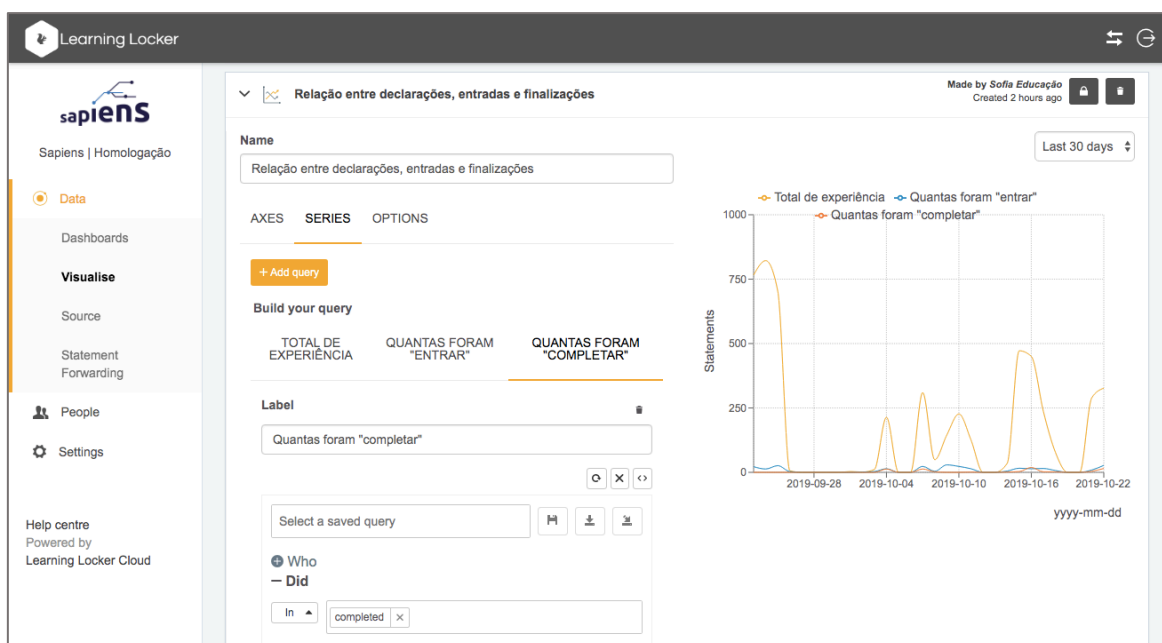 Learning Locker
sapiens
Sapiens | Homologação
Data
Dashboards
Visualise
Source
Statement
Forwarding
People
Settings
Help centre
Powered by
Learning Locker Cloud
Relação entre declarações, entradas e finalizações
Made by Sofia Educação
Created 2 hours ago
Name
Relação entre declarações, entradas e finalizações
AXES SERIES OPTIONS
+ Add query
Build your query
TOTAL DE
EXPERIÊNCIA
QUANTAS FORAM
"ENTRAR"
QUANTAS FORAM
"COMPLETAR"
Label
Quantas foram "completar"
Select a saved query
Who
Did
In
completed
Last 30 days
Total de experiência Quantas foram "entrar"
Quantas foram "completar"
1000
750
500
250
0
Statements
2019-09-28 2019-10-04 2019-10-10 2019-10-16 2019-10-22
yyyy-mm-dd